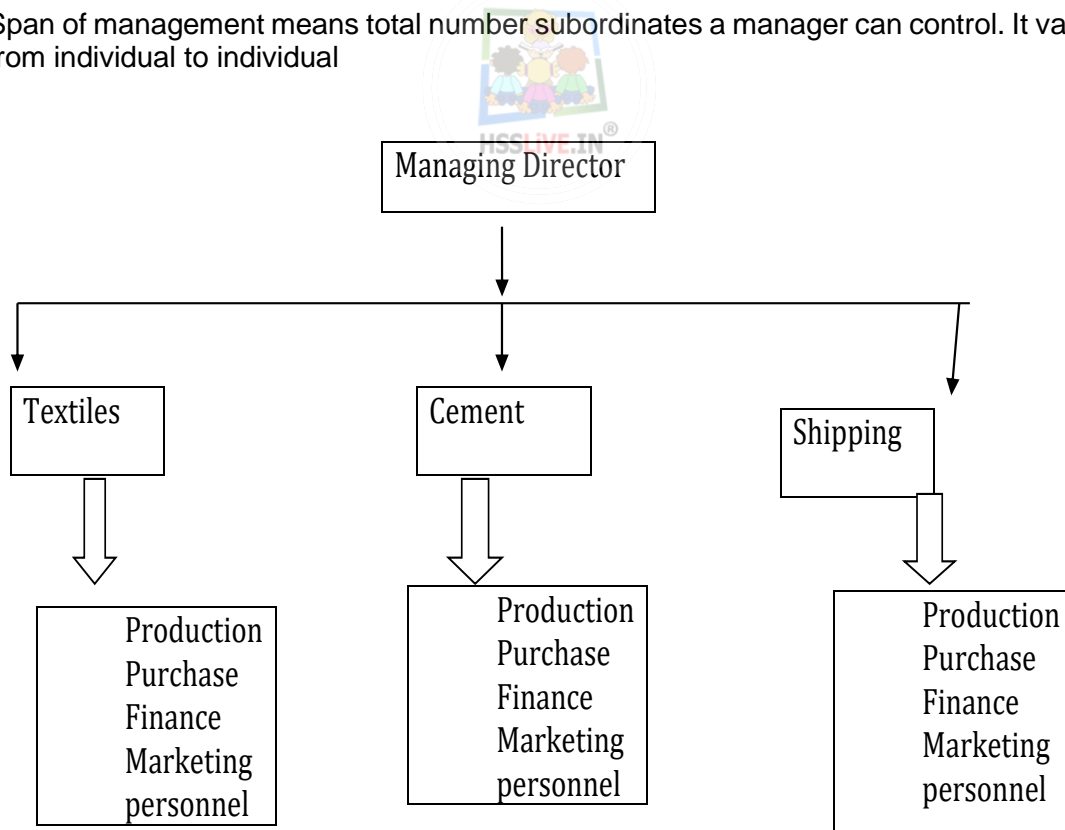 Span of management means total number subordinates a manager can control. It va
from individual to individual
HSSLiVE.IN®
Managing Director
Textiles
Cement
Shipping
Production
Purchase
Finance
Marketing
personnel
Production
Purchase
Finance
Marketing
personnel
Production
Purchase
Finance
Marketing
personnel